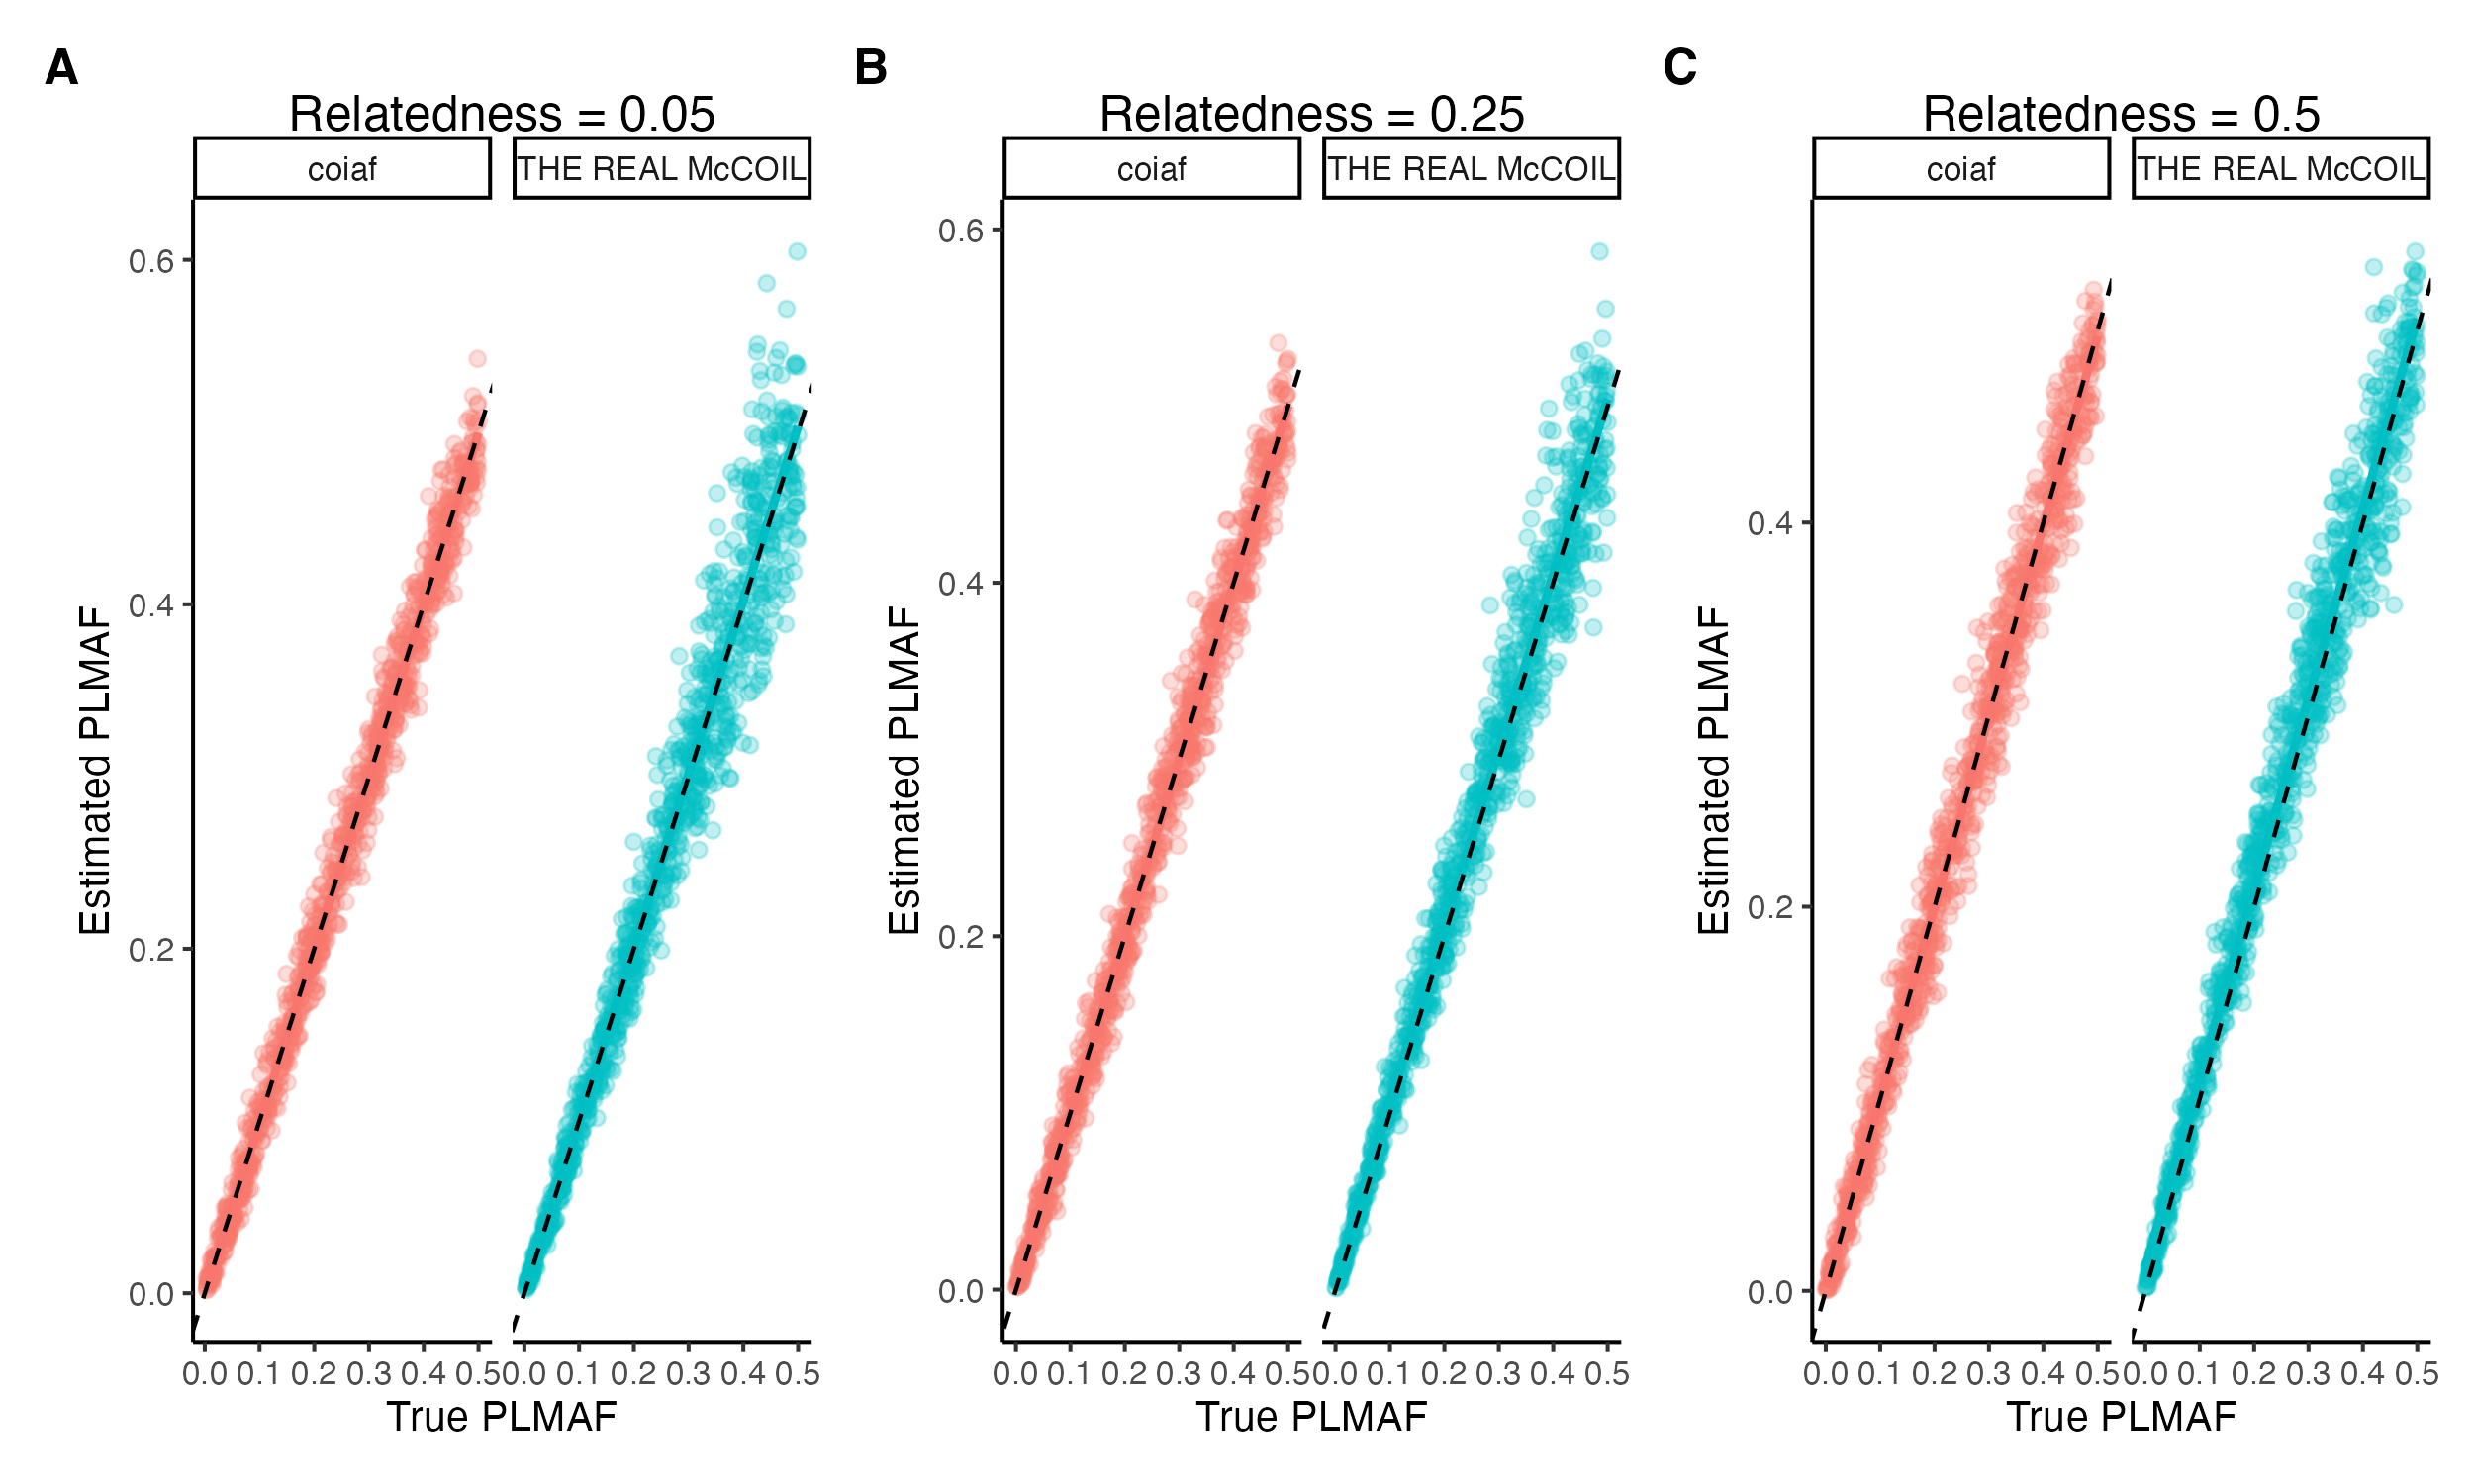 A
Relatedness = 0.05
coiaf
THE REAL McCOIL
0.6
0.4
0.2
0.0
Estimated PLMAF
0.0 0.1 0.2 0.3 0.4 0.5
0.0 0.1 0.2 0.3 0.4 0.5
True PLMAF
B
Relatedness = 0.25
coiaf
THE REAL McCOIL
0.6
0.4
0.2
0.0
Estimated PLMAF
0.0 0.1 0.2 0.3 0.4 0.5
0.0 0.1 0.2 0.3 0.4 0.5
True PLMAF
C
Relatedness = 0.5
coiaf
THE REAL McCOIL
0.4
0.2
0.0
Estimated PLMAF
0.0 0.1 0.2 0.3 0.4 0.5
0.0 0.1 0.2 0.3 0.4 0.5
True PLMAF